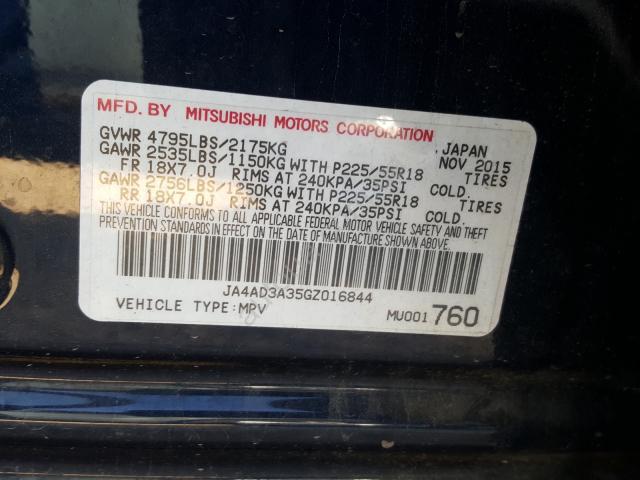 MFD. BY MITSUBISHI MOTORS CORPORATION
JAPAN
GVWR 4795LBS/2175KG NOV 2015
GAWR 2535LBS/1150KG WITH P225/55R18 TIRES
FR 18X7.0J RIMS AT 240KPA/35PSI COLD.
GAWR 2756LBS/1250KG WITH P225/55R18 TIRES
RR 18X7.0J RIMS AT 240KPA/35PSI COLD.
THIS VEHICLE CONFORMS TO ALL APPLICABLE FEDERAL MOTOR VEHICLE SAFETY AND THEFT
PREVENTION STANDARDS IN EFFECT ON THE DATE OF MANUFACTURE SHOWN ABOVE.
JA4AD3A35GZ016844
VEHICLE TYPE:MPV MU001 760